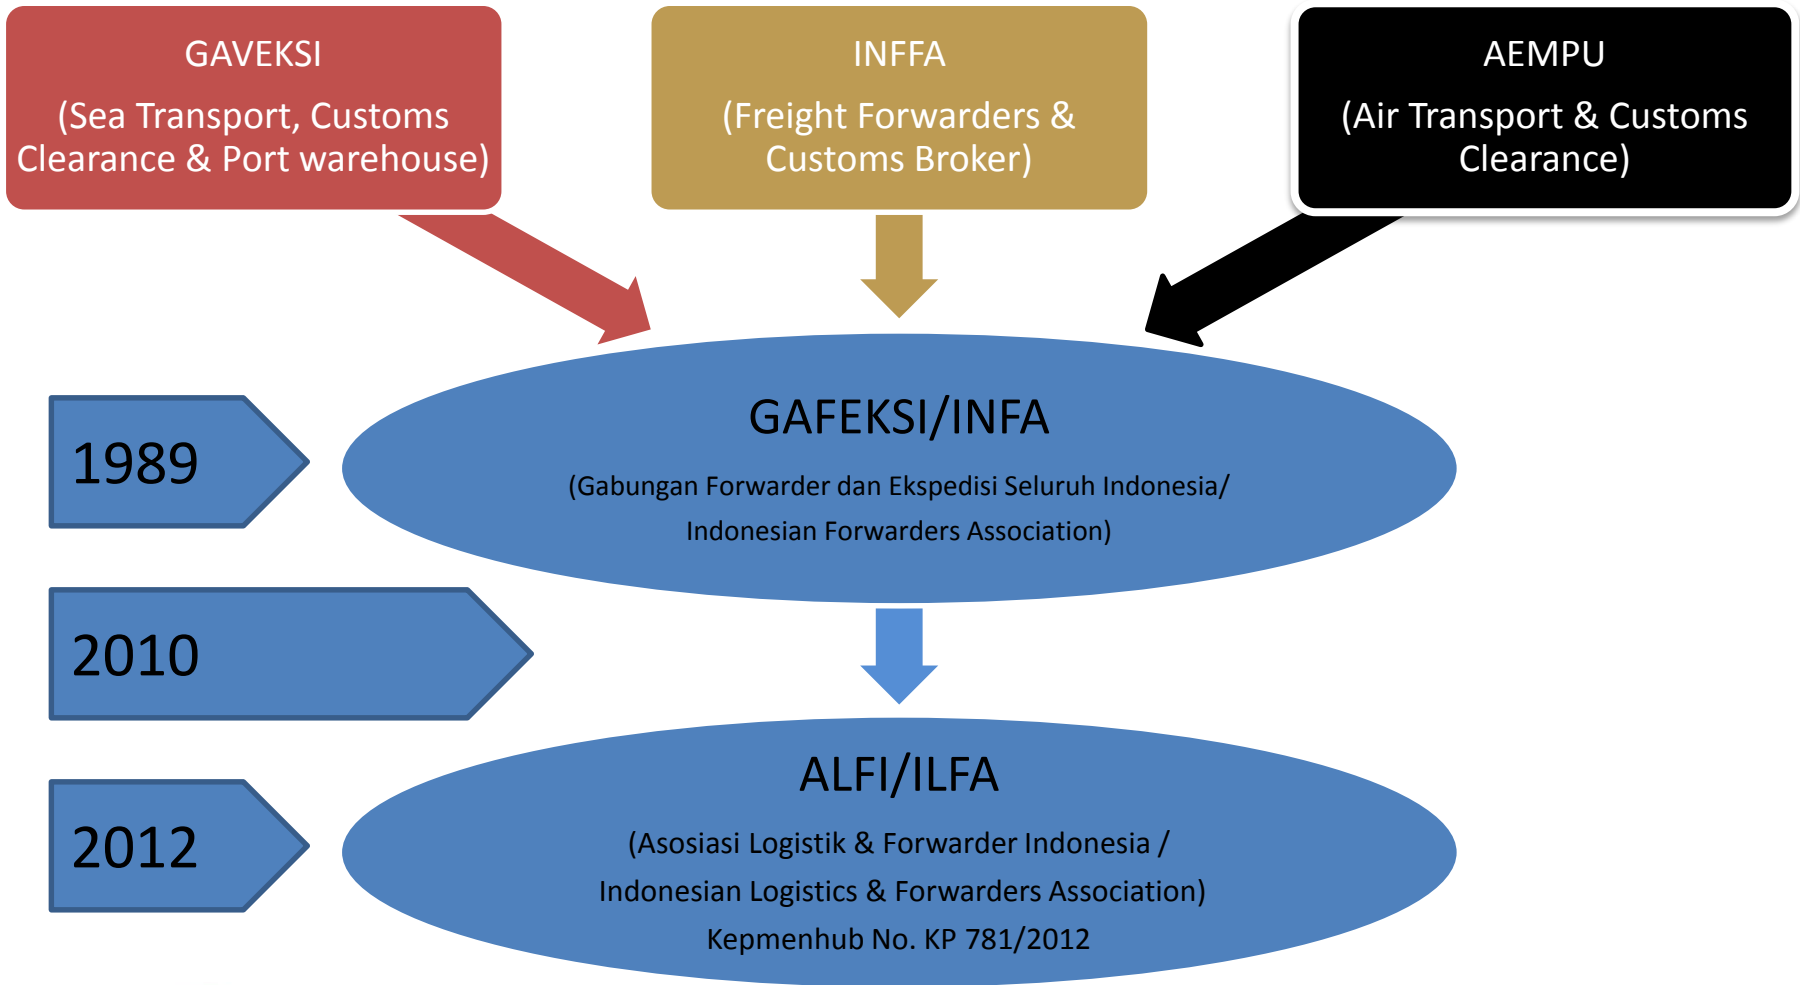 GAVEKSI
(Sea Transport, Customs
Clearance & Port warehouse)
INFFA
(Freight Forwarders &
Customs Broker)
AEMPU
(Air Transport & Customs
Clearance)
1989
GAFEKSI/INFA
(Gabungan Forwarder dan Ekspedisi Seluruh Indonesia/
Indonesian Forwarders Association)
2010
2012
ALFI/ILFA
(Asosiasi Logistik & Forwarder Indonesia /
Indonesian Logistics & Forwarders Association)
Kepmenhub No. KP 781/2012